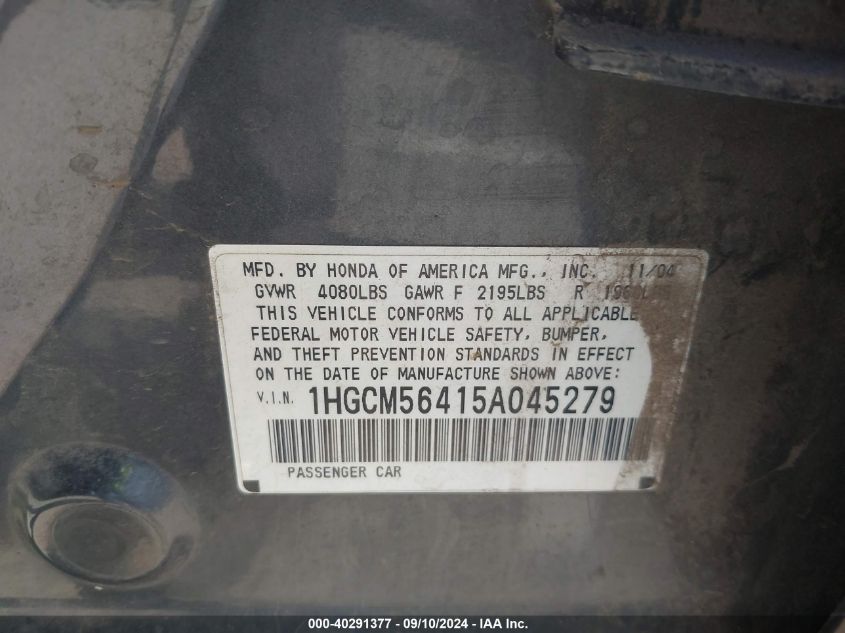 MFD. BY HONDA OF AMERICA MFG., INC. 11/04
GVWR 4080LBS GAWR F 2195LBS R
THIS VEHICLE CONFORMS TO ALL APPLICABLE
FEDERAL MOTOR VEHICLE SAFETY, BUMPER,
AND THEFT PREVENTION STANDARDS IN EFFECT
ON THE DATE OF MANUFACTURE SHOWN ABOVE:
V.I.N. 1HGCM56415A045279
PASSENGER CAR
000-40291377 - 09/10/2024 - IAA Inc.